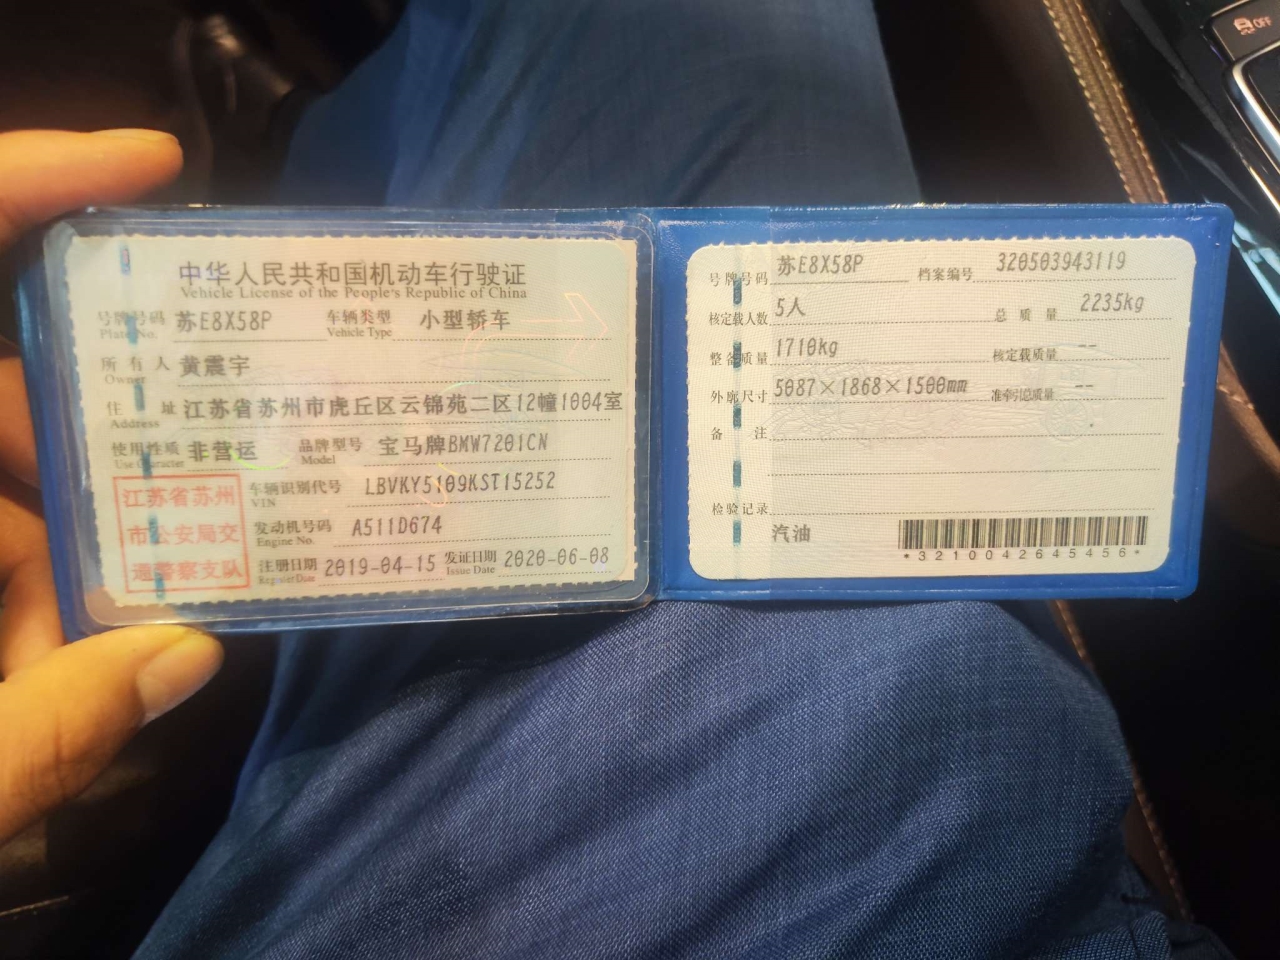 中华人民共和国机动车行驶证
Vehicle License of the People's Republic of China
号牌号码 苏E8X58P 车辆类型 小型轿车
Plate No. Vehicle Type
所有人 黄震宇
Owner
住址 江苏省苏州市虎丘区云锦苑二区12幢1004室
Address
使用性质 非营运 品牌型号 宝马牌BMW7201CN
Use Character Model
江苏省苏州
市公安局交
通警察支队
车辆识别代号 LBVKY5109KST15252
VIN
发动机号码 A511D674
Engine No.
注册日期 2019-04-15 发证日期 2020-06-08
Register Date Issue Date
号牌号码 苏E8X58P 档案编号 320503943119
核定载人数 5人 总质量 2235kg
整备质量 1710kg 核定载质量 --
外廓尺寸 5087×1868×1500mm 准牵引总质量 --
备注
检验记录
汽油
*3210042645456*
OFF